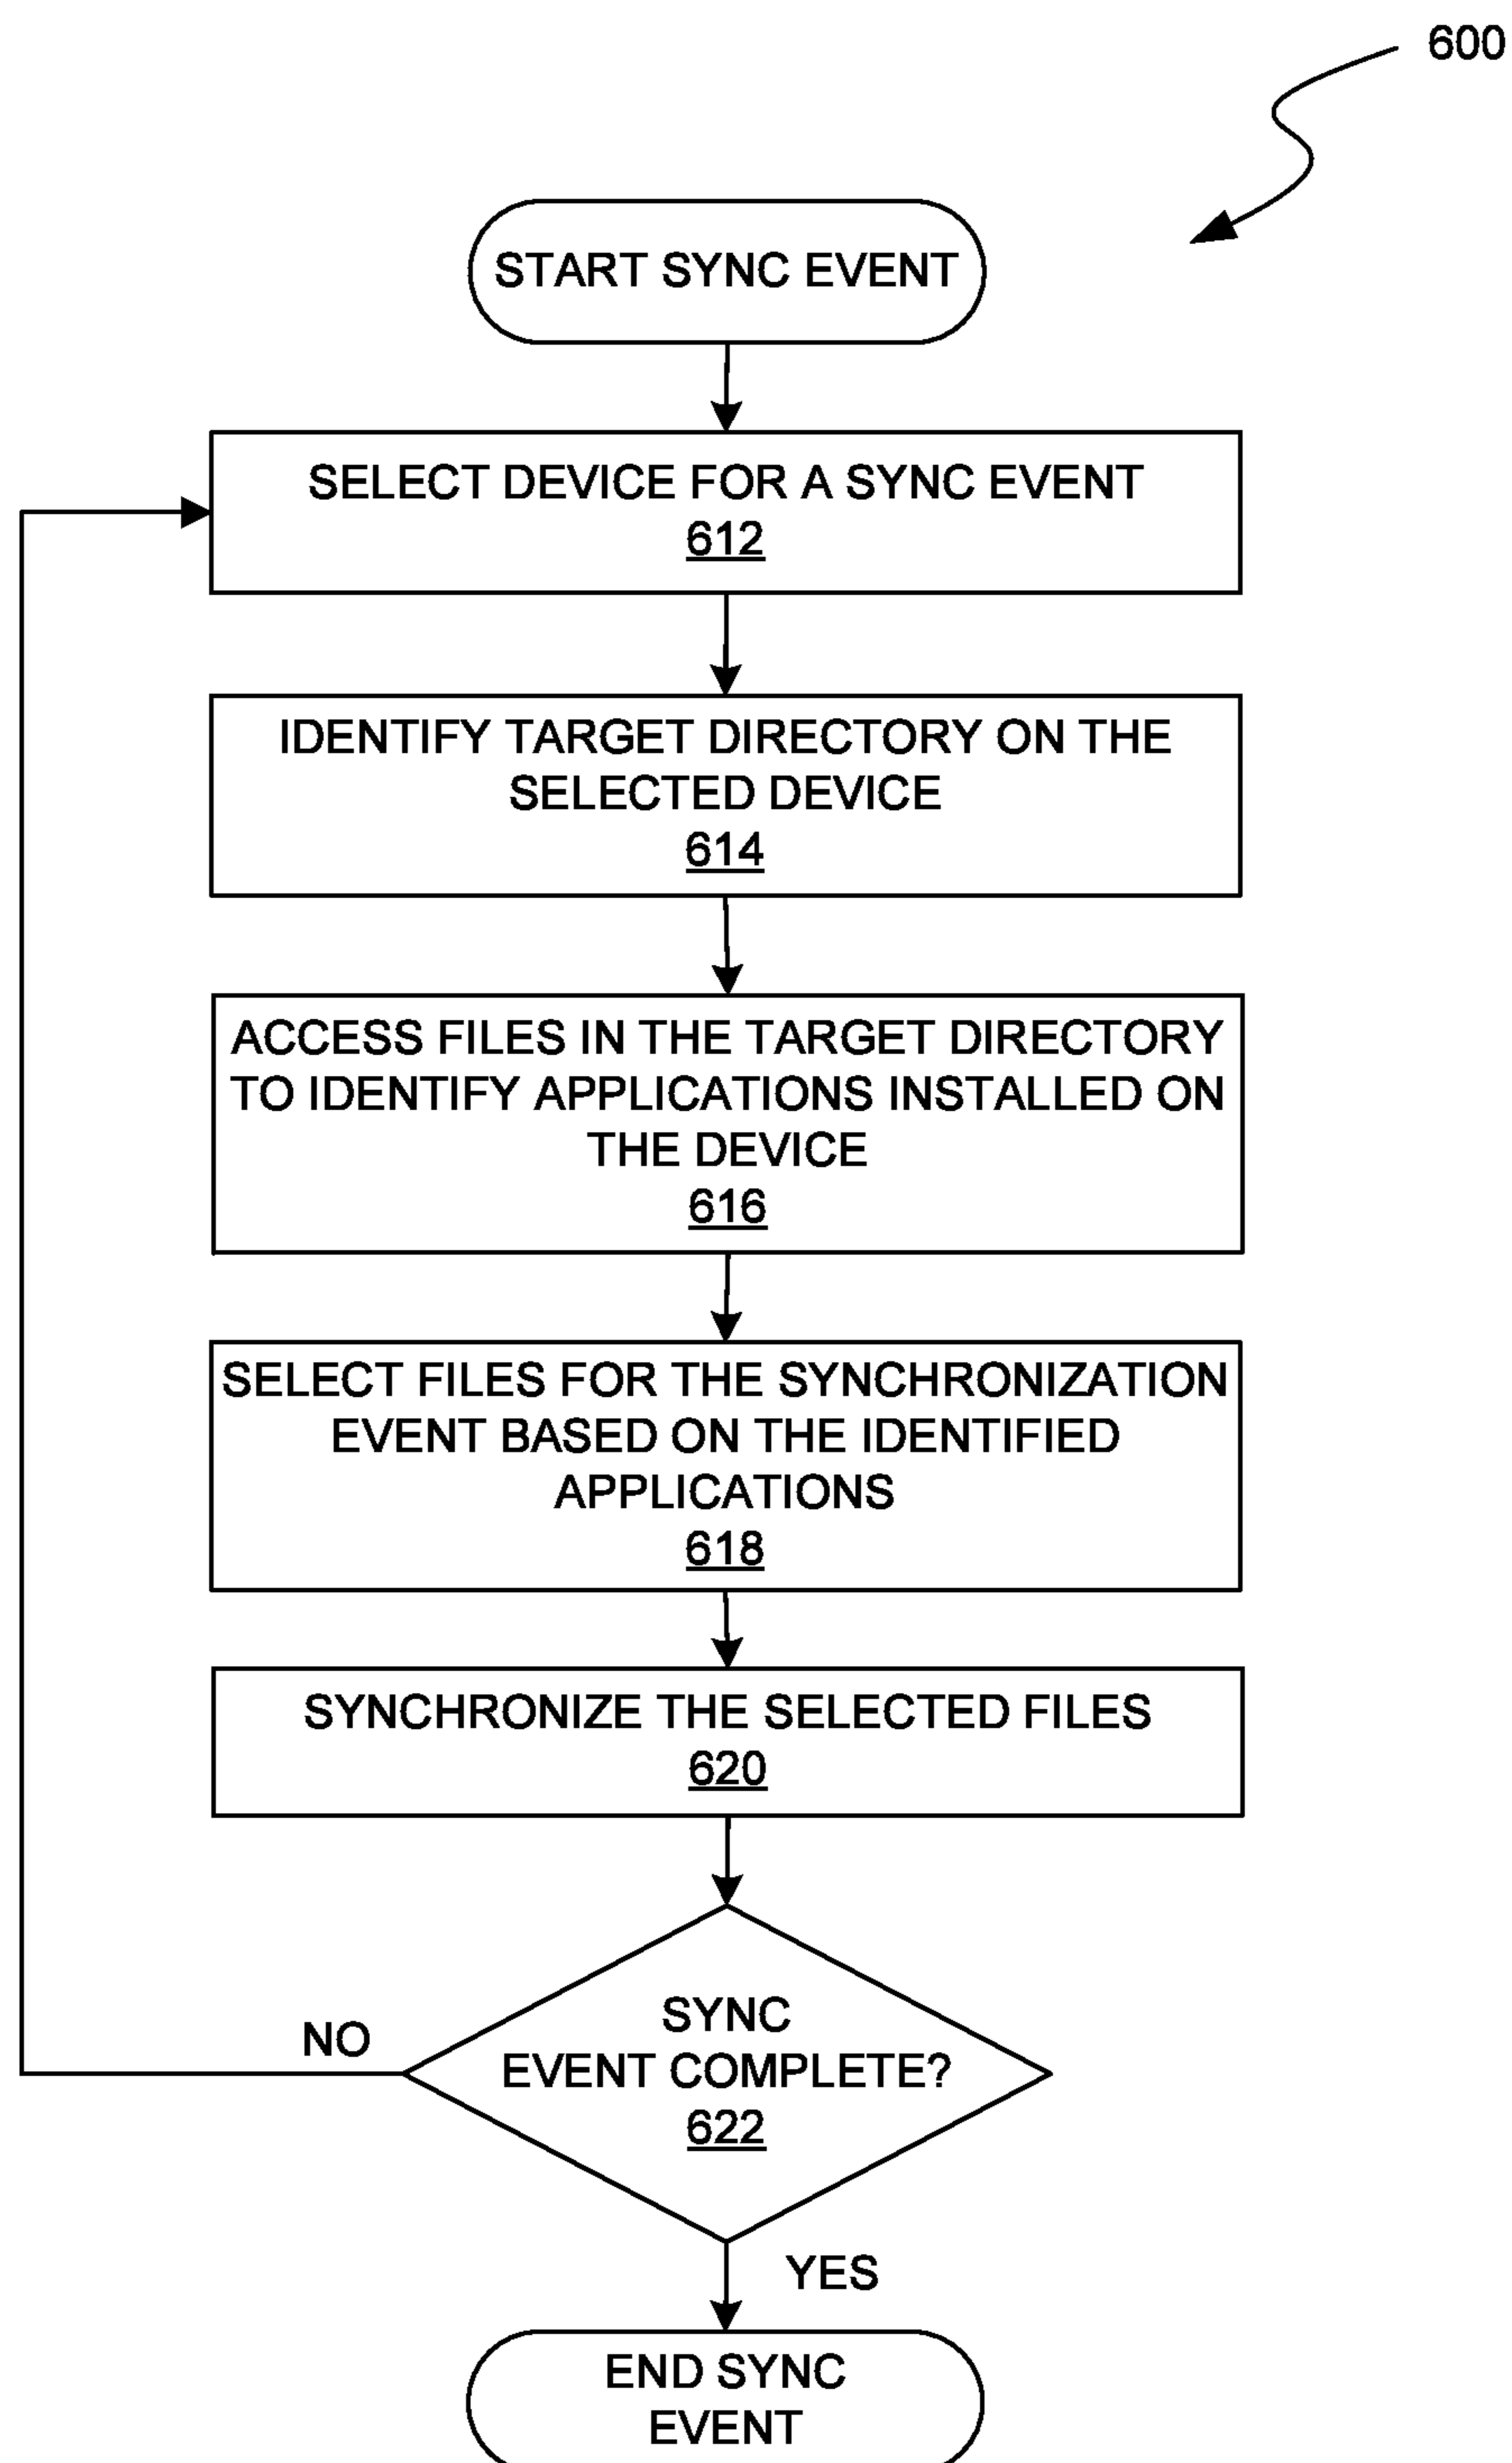 600
START SYNC EVENT
SELECT DEVICE FOR A SYNC EVENT
612
IDENTIFY TARGET DIRECTORY ON THE
SELECTED DEVICE
614
ACCESS FILES IN THE TARGET DIRECTORY
TO IDENTIFY APPLICATIONS INSTALLED ON
THE DEVICE
616
SELECT FILES FOR THE SYNCHRONIZATION
EVENT BASED ON THE IDENTIFIED
APPLICATIONS
618
SYNCHRONIZE THE SELECTED FILES
620
SYNC
EVENT COMPLETE?
622
NO
YES
END SYNC
EVENT